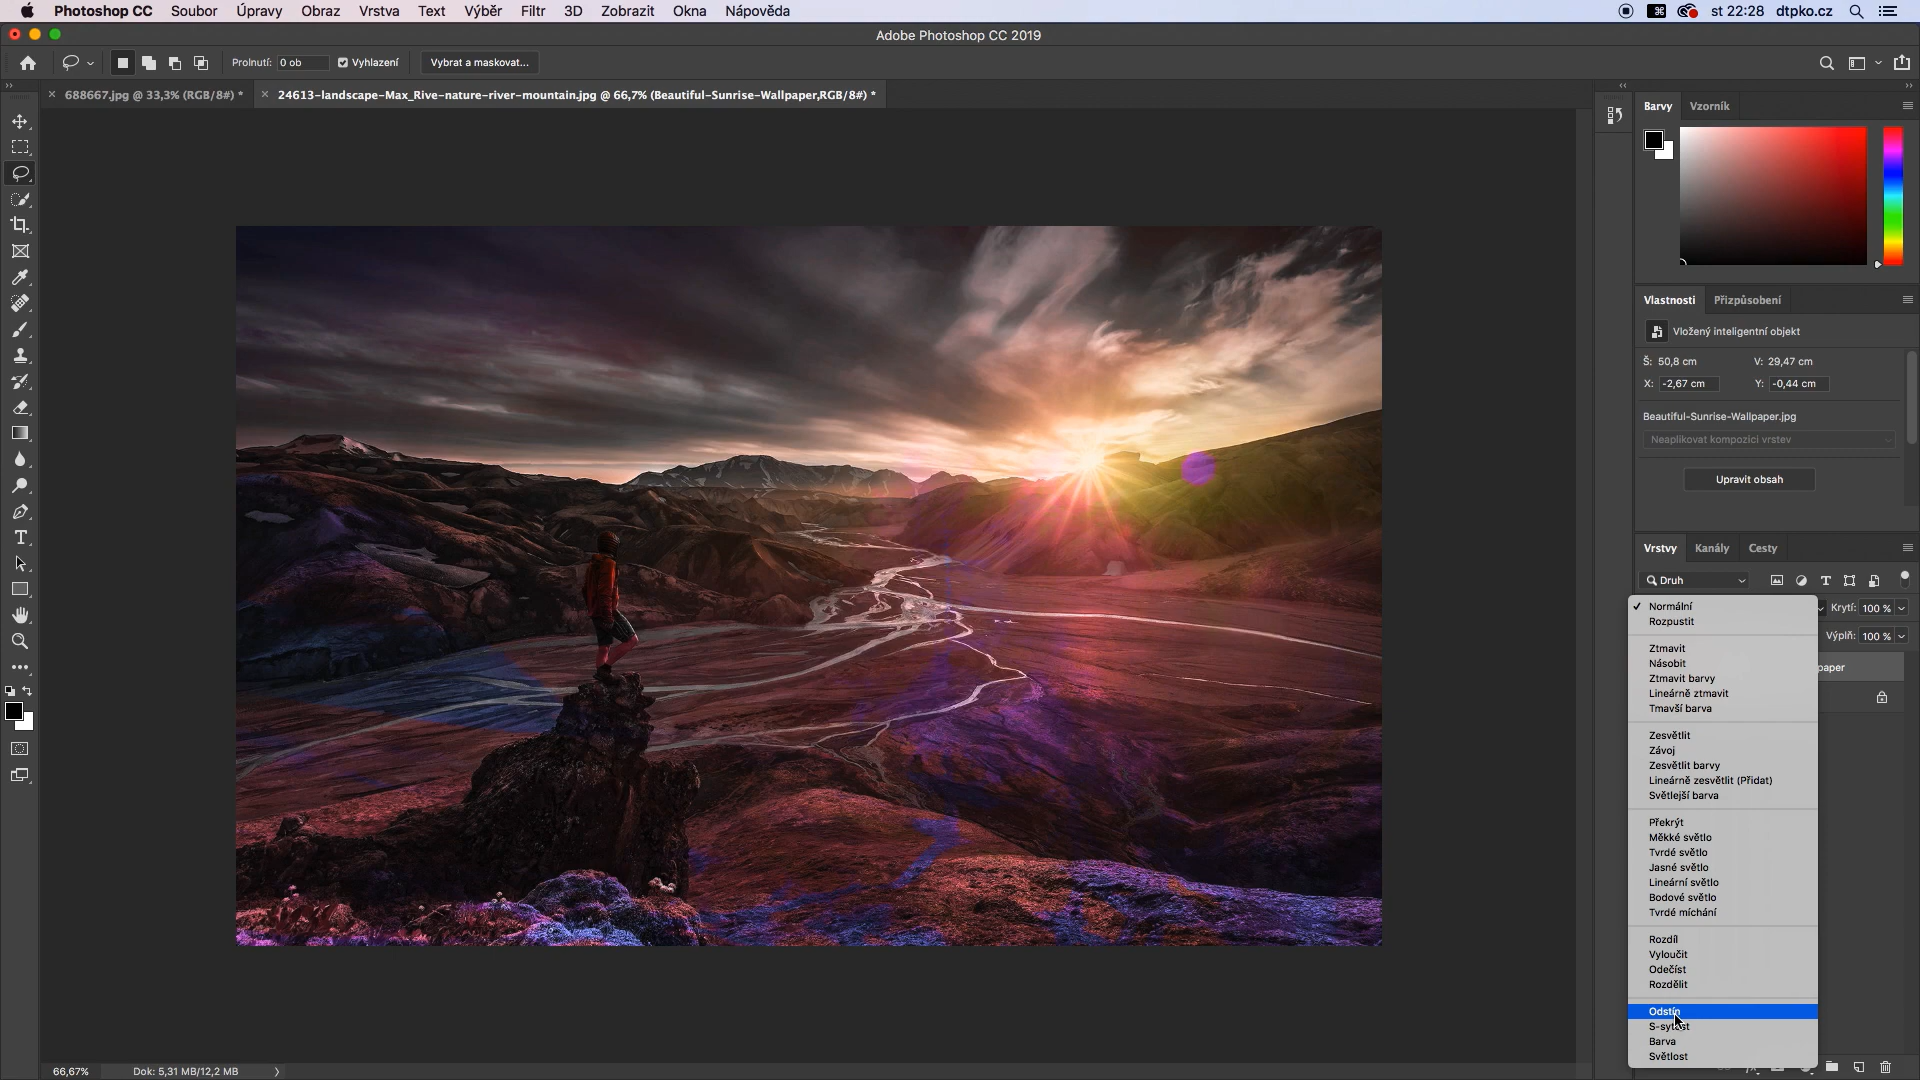 Photoshop CC Soubor Úpravy Obraz Vrstva Text Výběr Filtr 3D Zobrazit Okna Nápověda st 22:28 dtpko.cz
Adobe Photoshop CC 2019
Prolnutí: 0 ob Vyhlazení Vybrat a maskovat...
688667.jpg @ 33,3% (RGB/8#) * 24613-landscape-Max_Rive-nature-river-mountain.jpg @ 66,7% (Beautiful-Sunrise-Wallpaper,RGB/8#) *
Barvy Vzorník
Vlastnosti Přizpůsobení
Vložený inteligentní objekt
Š: 50,8 cm V: 29,47 cm
X: -2,67 cm Y: -0,44 cm
Beautiful-Sunrise-Wallpaper.jpg
Neaplikovat kompozici vrstev
Upravit obsah
Vrstvy Kanály Cesty
Druh
Normální Krytí: 100 %
Rozpustit
Výplň: 100 %
Ztmavit
Násobit paper
Ztmavit barvy
Lineárně ztmavit
Tmavší barva
Zesvětlit
Závoj
Zesvětlit barvy
Lineárně zesvětlit (Přidat)
Světlejší barva
Překrýt
Měkké světlo
Tvrdé světlo
Jasné světlo
Lineární světlo
Bodové světlo
Tvrdé míchání
Rozdíl
Vyloučit
Odečíst
Rozdělit
Odstín
S-sytost
Barva
Světlost
66,67% Dok: 5,31 MB/12,2 MB